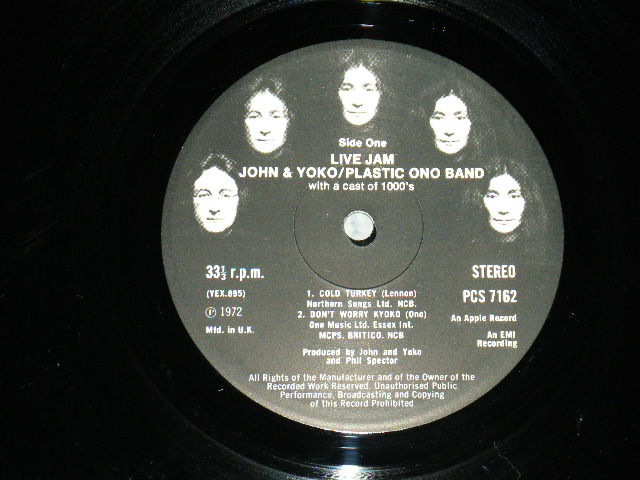 Side One
LIVE JAM
JOHN & YOKO/PLASTIC ONO BAND
with a cast of 1000's
33⅓ r.p.m.
(YEX.895)
℗ 1972
Mfd. in U.K.
STEREO
PCS 7162
An Apple Record
An EMI
Recording
1. COLD TURKEY (Lennon)
Northern Songs Ltd. NCB.
2. DON'T WORRY KYOKO (Ono)
Ono Music Ltd. Essex Int.
MCPS. BRITICO. NCB
Produced by John and Yoko
and Phil Spector
All Rights of the Manufacturer and of the Owner of the
Recorded Work Reserved. Unauthorised Public
Performance, Broadcasting and Copying
of this Record Prohibited